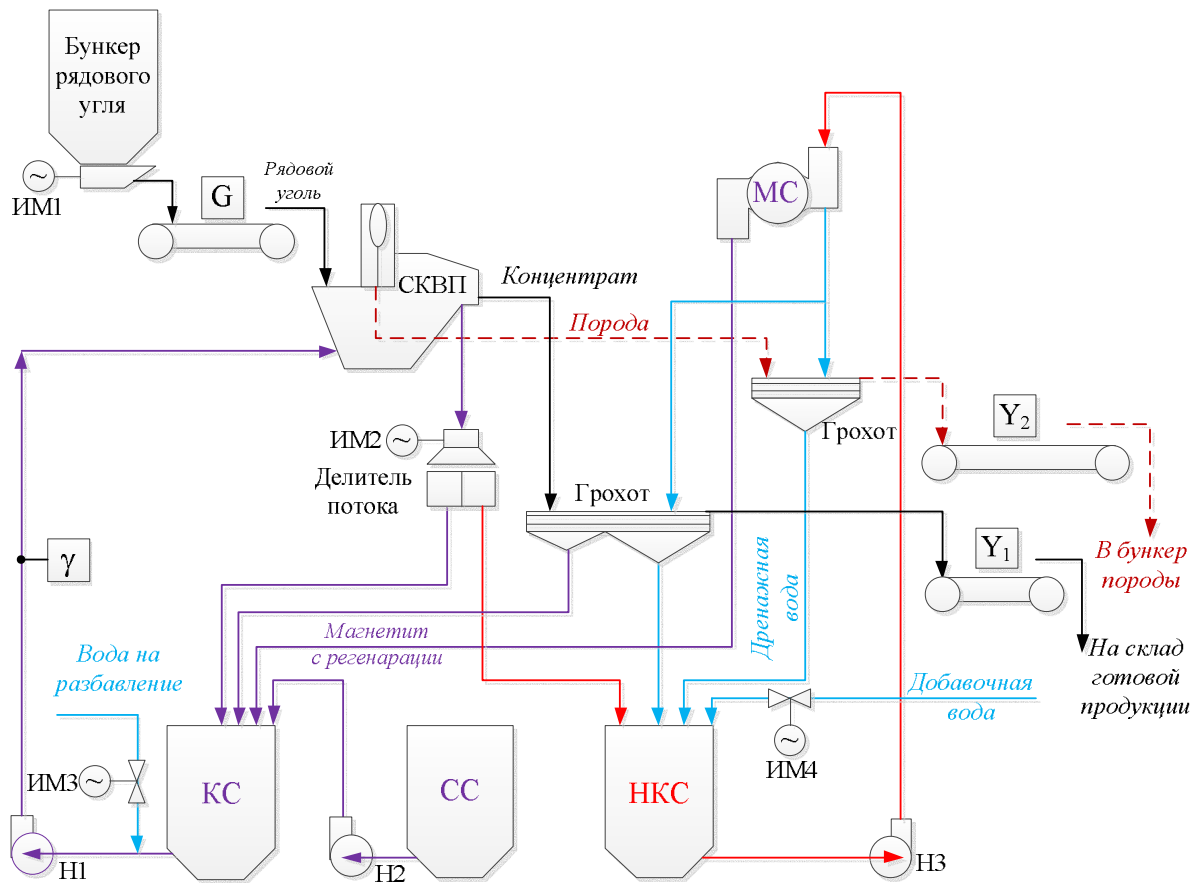 Бункер
рядового
угля
ИМ1
G
Рядовой
уголь
МС
СКВП
Концентрат
Порода
ИМ2
Делитель
потока
Грохот
Грохот
Y2
Y1
В бункер
породы
γ
Дренажная
вода
Магнетит
с регенарации
Вода на
разбавление
Добавочная
вода
На склад
готовой
продукции
ИМ3
ИМ4
КС
СС
НКС
Н1
Н2
Н3